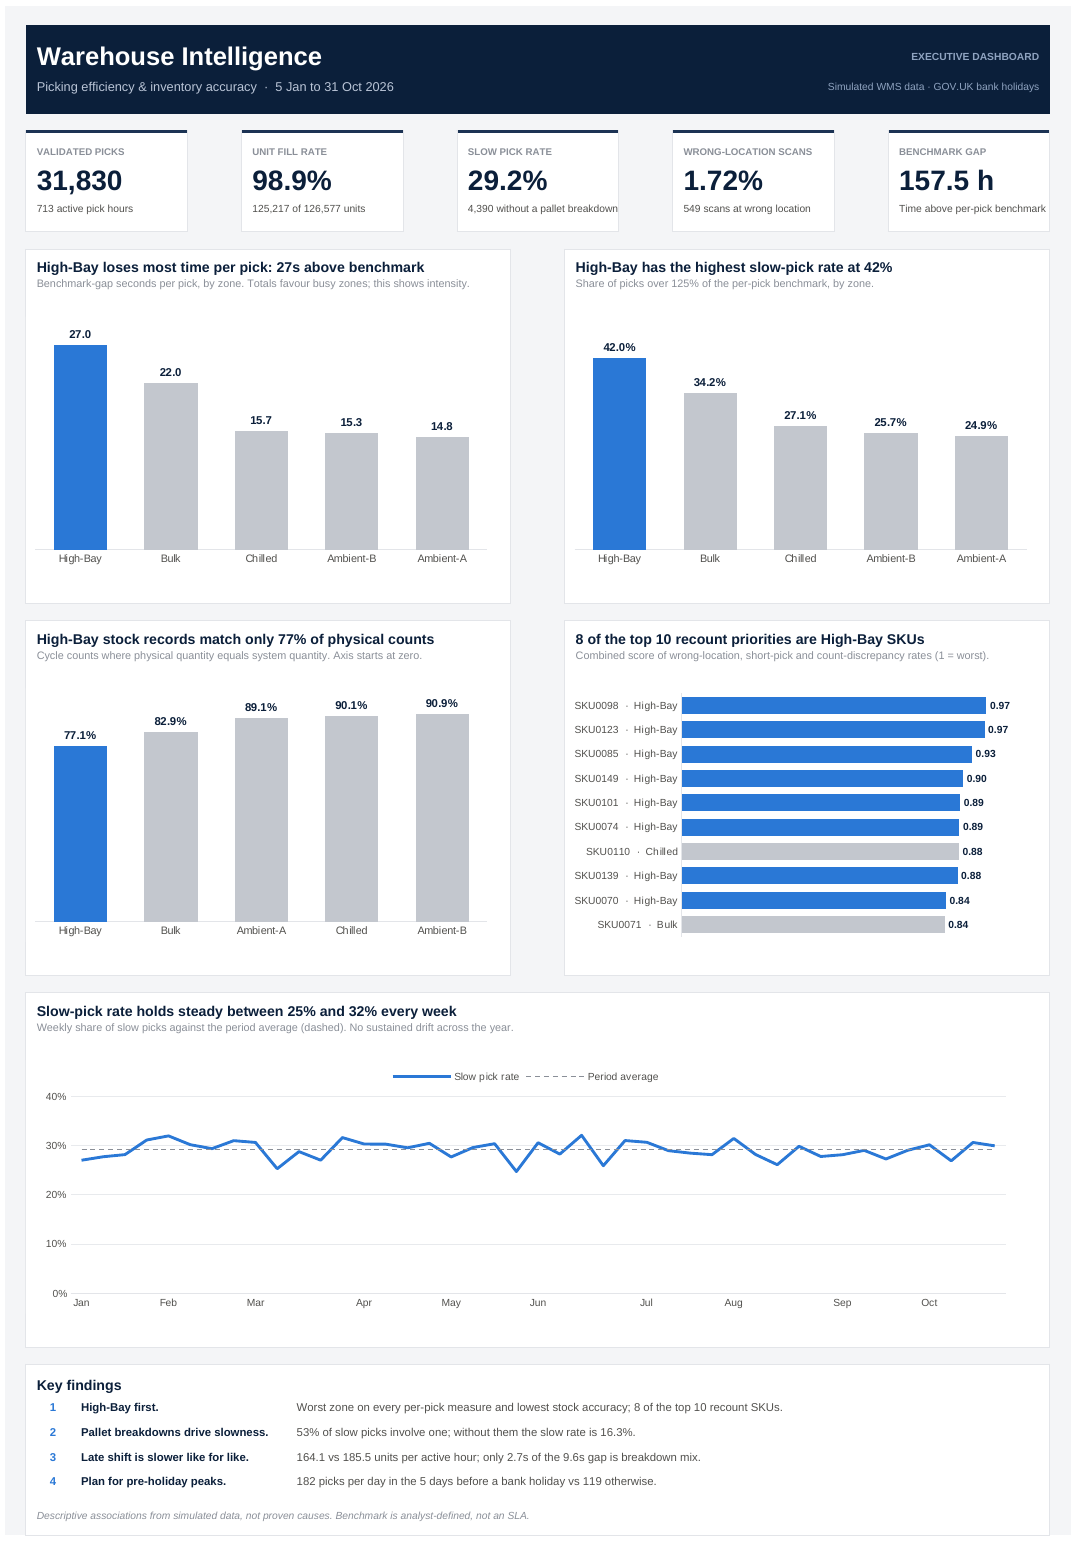 Warehouse Intelligence
EXECUTIVE DASHBOARD
Picking efficiency & inventory accuracy · 5 Jan to 31 Oct 2026
Simulated WMS data · GOV.UK bank holidays
VALIDATED PICKS
31,830
713 active pick hours
UNIT FILL RATE
98.9%
125,217 of 126,577 units
SLOW PICK RATE
29.2%
4,390 without a pallet breakdown
WRONG-LOCATION SCANS
1.72%
549 scans at wrong location
BENCHMARK GAP
157.5 h
Time above per-pick benchmark
High-Bay loses most time per pick: 27s above benchmark
Benchmark-gap seconds per pick, by zone. Totals favour busy zones; this shows intensity.
27.0
22.0
15.7
15.3
14.8
High-Bay
Bulk
Chilled
Ambient-B
Ambient-A
High-Bay has the highest slow-pick rate at 42%
Share of picks over 125% of the per-pick benchmark, by zone.
42.0%
34.2%
27.1%
25.7%
24.9%
High-Bay
Bulk
Chilled
Ambient-B
Ambient-A
High-Bay stock records match only 77% of physical counts
Cycle counts where physical quantity equals system quantity. Axis starts at zero.
77.1%
82.9%
89.1%
90.1%
90.9%
High-Bay
Bulk
Ambient-A
Chilled
Ambient-B
8 of the top 10 recount priorities are High-Bay SKUs
Combined score of wrong-location, short-pick and count-discrepancy rates (1 = worst).
SKU0098 · High-Bay 0.97
SKU0123 · High-Bay 0.97
SKU0085 · High-Bay 0.93
SKU0149 · High-Bay 0.90
SKU0101 · High-Bay 0.89
SKU0074 · High-Bay 0.89
SKU0110 · Chilled 0.88
SKU0139 · High-Bay 0.88
SKU0070 · High-Bay 0.84
SKU0071 · Bulk 0.84
Slow-pick rate holds steady between 25% and 32% every week
Weekly share of slow picks against the period average (dashed). No sustained drift across the year.
Slow pick rate
Period average
40%
30%
20%
10%
0%
Jan
Feb
Mar
Apr
May
Jun
Jul
Aug
Sep
Oct
Key findings
1 High-Bay first. Worst zone on every per-pick measure and lowest stock accuracy; 8 of the top 10 recount SKUs.
2 Pallet breakdowns drive slowness. 53% of slow picks involve one; without them the slow rate is 16.3%.
3 Late shift is slower like for like. 164.1 vs 185.5 units per active hour; only 2.7s of the 9.6s gap is breakdown mix.
4 Plan for pre-holiday peaks. 182 picks per day in the 5 days before a bank holiday vs 119 otherwise.
Descriptive associations from simulated data, not proven causes. Benchmark is analyst-defined, not an SLA.